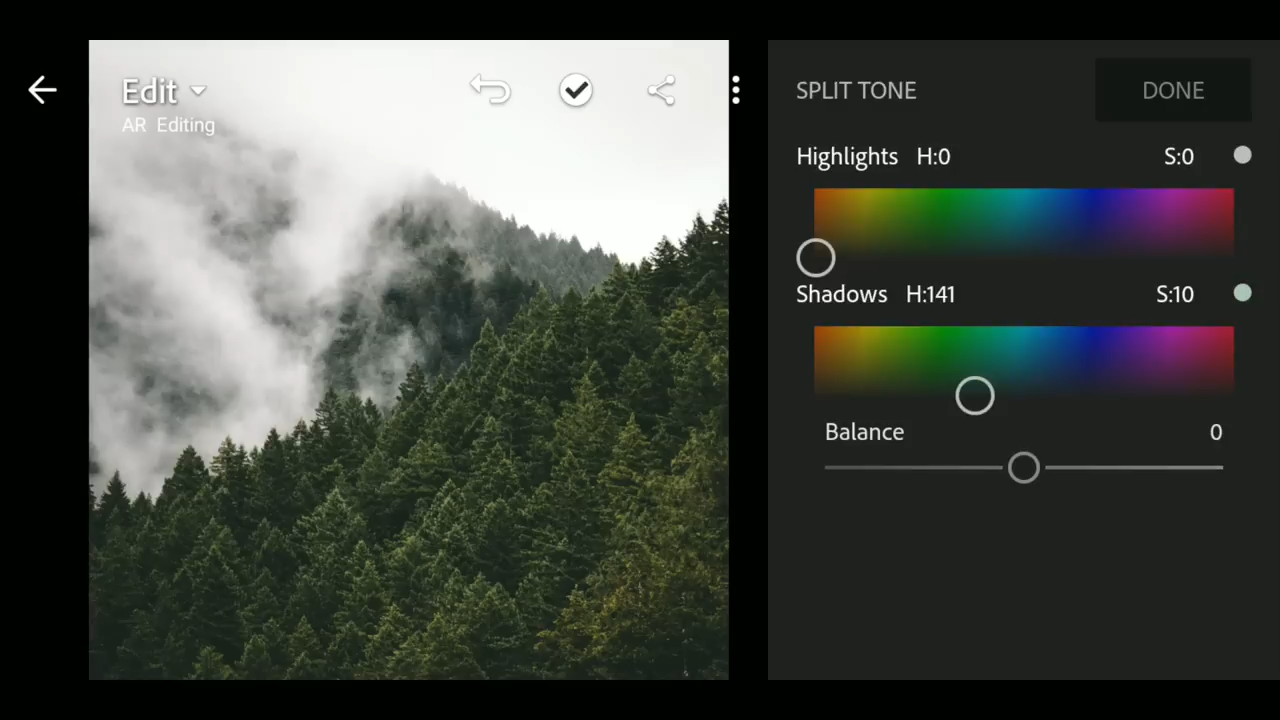 Edit
AR Editing
SPLIT TONE
DONE
Highlights H:0 S:0
Shadows H:141 S:10
Balance 0